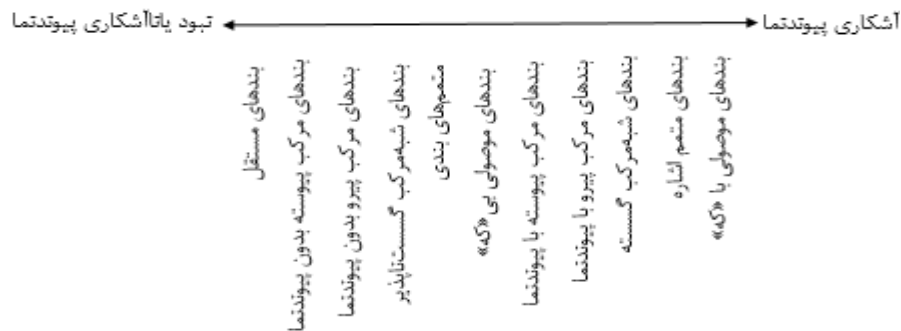 آشکاری پیوندنما
نبود یاناآشکاری پیوندنما
بندهای موصولی با «که»
بندهای متمم اشاره
بندهای شبه‌مرکب گسسته
بندهای مرکب پیرو با پیوندنما
بندهای مرکب پیوسته با پیوندنما
بندهای موصولی بی«که»
متمم‌های بندی
بندهای شبه‌مرکب گسست‌ناپذیر
بندهای مرکب پیرو بدون پیوندنما
بندهای مرکب پیوسته بدون پیوندنما
بندهای مستقل